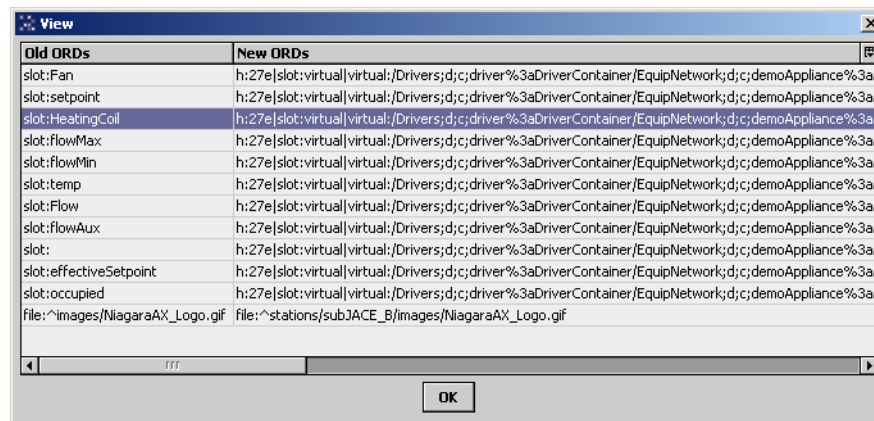 View
Old ORDs New ORDs
slot:Fan h:27e|slot:virtual|virtual:/Drivers;d;c;driver%3aDriverContainer/EquipNetwork;d;c;demoAppliance%3a
slot:setpoint h:27e|slot:virtual|virtual:/Drivers;d;c;driver%3aDriverContainer/EquipNetwork;d;c;demoAppliance%3a
slot:HeatingCoil h:27e|slot:virtual|virtual:/Drivers;d;c;driver%3aDriverContainer/EquipNetwork;d;c;demoAppliance%3a
slot:flowMax h:27e|slot:virtual|virtual:/Drivers;d;c;driver%3aDriverContainer/EquipNetwork;d;c;demoAppliance%3a
slot:flowMin h:27e|slot:virtual|virtual:/Drivers;d;c;driver%3aDriverContainer/EquipNetwork;d;c;demoAppliance%3a
slot:temp h:27e|slot:virtual|virtual:/Drivers;d;c;driver%3aDriverContainer/EquipNetwork;d;c;demoAppliance%3a
slot:Flow h:27e|slot:virtual|virtual:/Drivers;d;c;driver%3aDriverContainer/EquipNetwork;d;c;demoAppliance%3a
slot:flowAux h:27e|slot:virtual|virtual:/Drivers;d;c;driver%3aDriverContainer/EquipNetwork;d;c;demoAppliance%3a
slot: h:27e|slot:virtual|virtual:/Drivers;d;c;driver%3aDriverContainer/EquipNetwork;d;c;demoAppliance%3a
slot:effectiveSetpoint h:27e|slot:virtual|virtual:/Drivers;d;c;driver%3aDriverContainer/EquipNetwork;d;c;demoAppliance%3a
slot:occupied h:27e|slot:virtual|virtual:/Drivers;d;c;driver%3aDriverContainer/EquipNetwork;d;c;demoAppliance%3a
file:^images/NiagaraAX_Logo.gif file:^stations/subJACE_B/images/NiagaraAX_Logo.gif
OK